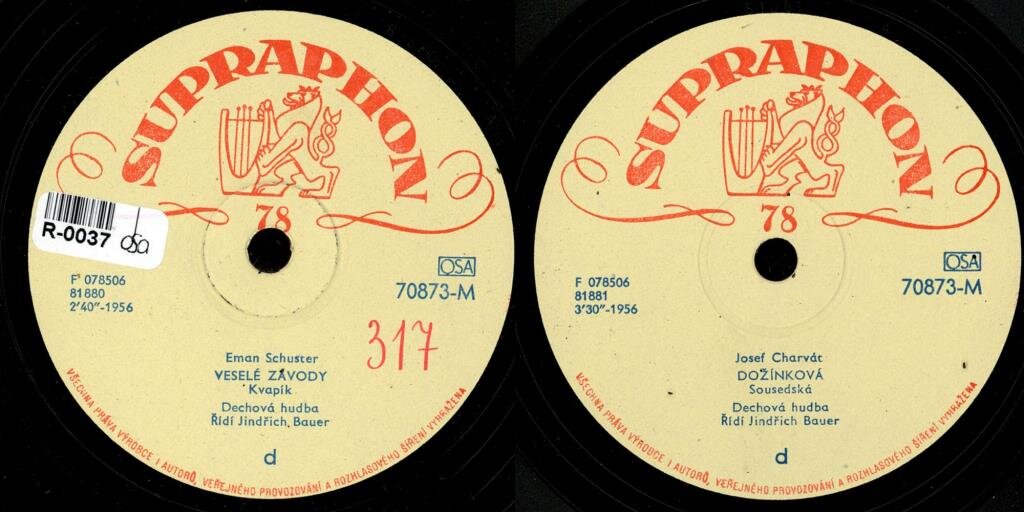 SUPRAPHON
78
R-0037 osa
F 078506
81880
2'40"-1956
OSA
70873-M
317
Eman Schuster
VESELÉ ZÁVODY
Kvapík
Dechová hudba
Řídí Jindřich Bauer
d
VŠECHNA PRÁVA VÝROBCE I AUTORŮ, VEŘEJNÉHO PROVOZOVÁNÍ A ROZHLASOVÉHO ŠÍŘENÍ VYHRAŽENA
SUPRAPHON
78
F 078506
81881
3'30"-1956
OSA
70873-M
Josef Charvát
DOŽÍNKOVÁ
Sousedská
Dechová hudba
Řídí Jindřich Bauer
d
VŠECHNA PRÁVA VÝROBCE I AUTORŮ, VEŘEJNÉHO PROVOZOVÁNÍ A ROZHLASOVÉHO ŠÍŘENÍ VYHRAŽENA